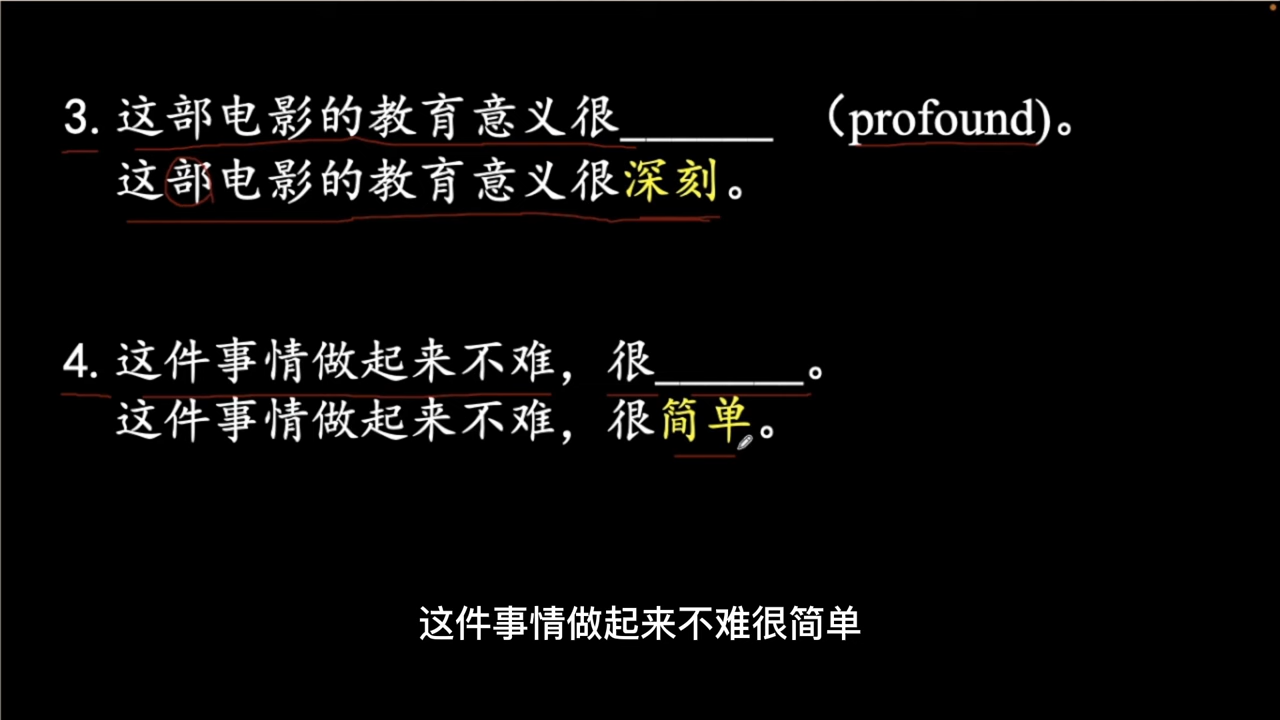 3. 这部电影的教育意义很______ （profound)。
这部电影的教育意义很深刻。
4. 这件事情做起来不难，很______。
这件事情做起来不难，很简单。
这件事情做起来不难很简单